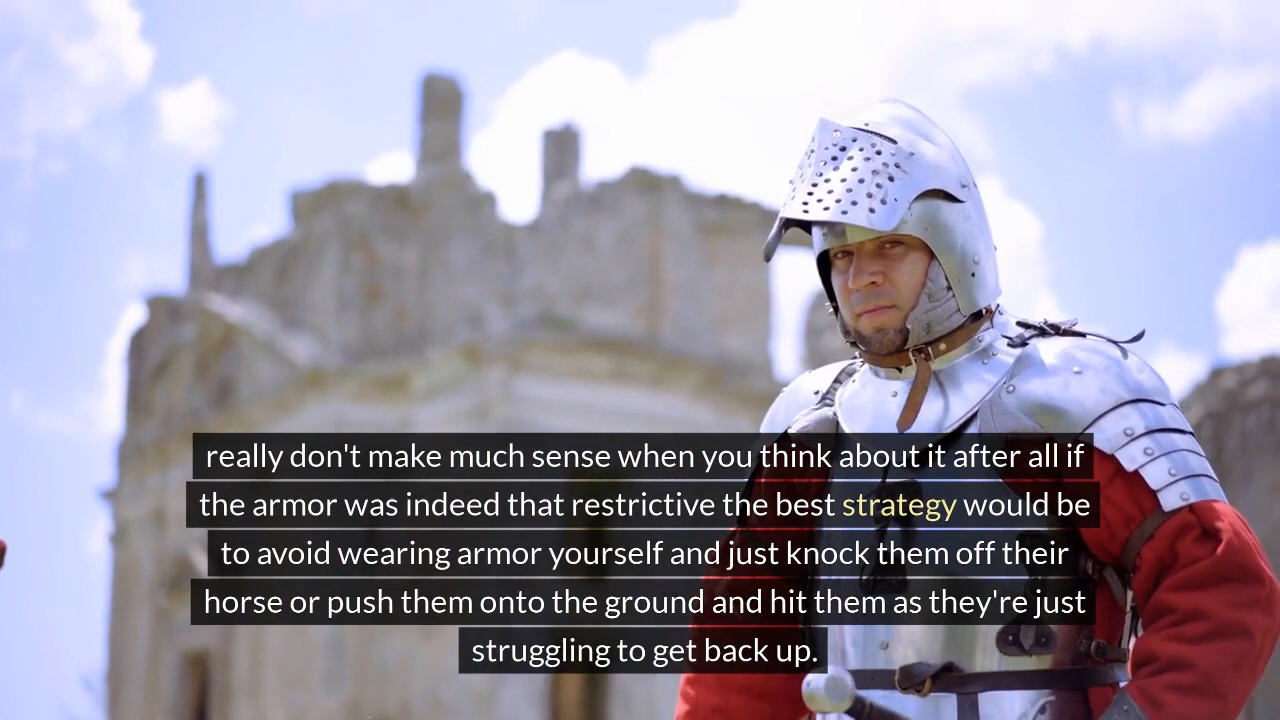 really don't make much sense when you think about it after all if
the armor was indeed that restrictive the best strategy would be
to avoid wearing armor yourself and just knock them off their
horse or push them onto the ground and hit them as they're just
struggling to get back up.